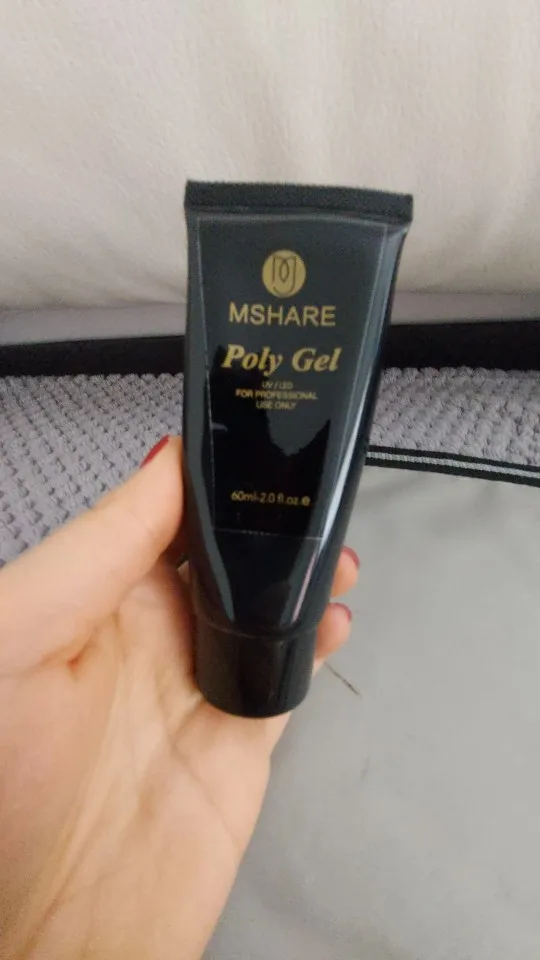 MSHARE
Poly Gel
UV / LED
FOR PROFESSIONAL
USE ONLY
60ml-2.0 fl.oz.e